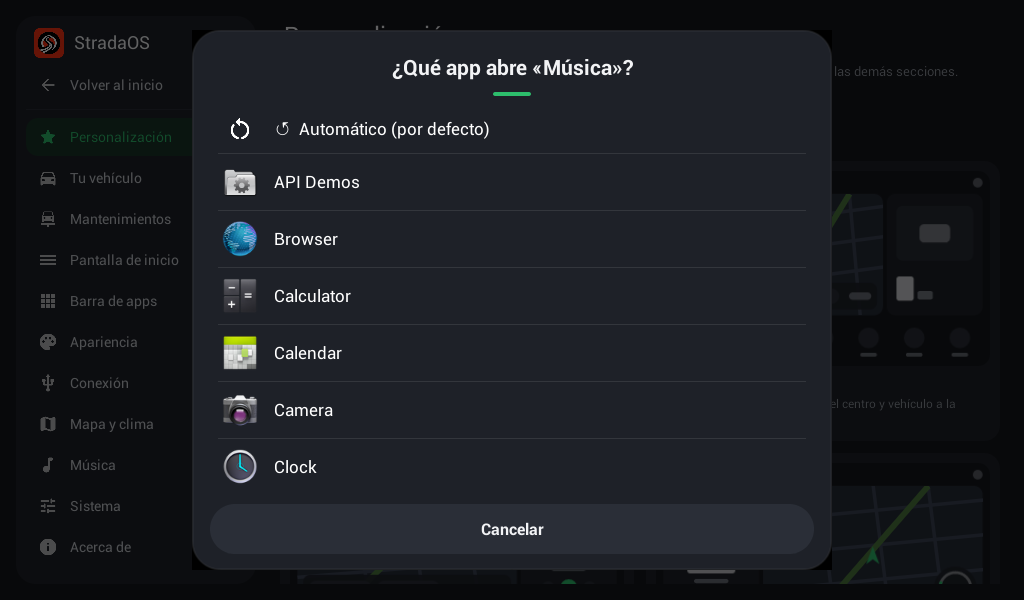 StradaOS
Volver al inicio
Personalización
Tu vehículo
Mantenimientos
Pantalla de inicio
Barra de apps
Apariencia
Conexión
Mapa y clima
Música
Sistema
Acerca de
las demás secciones.
el centro y vehículo a la
¿Qué app abre «Música»?
↺ Automático (por defecto)
API Demos
Browser
Calculator
Calendar
Camera
Clock
Cancelar